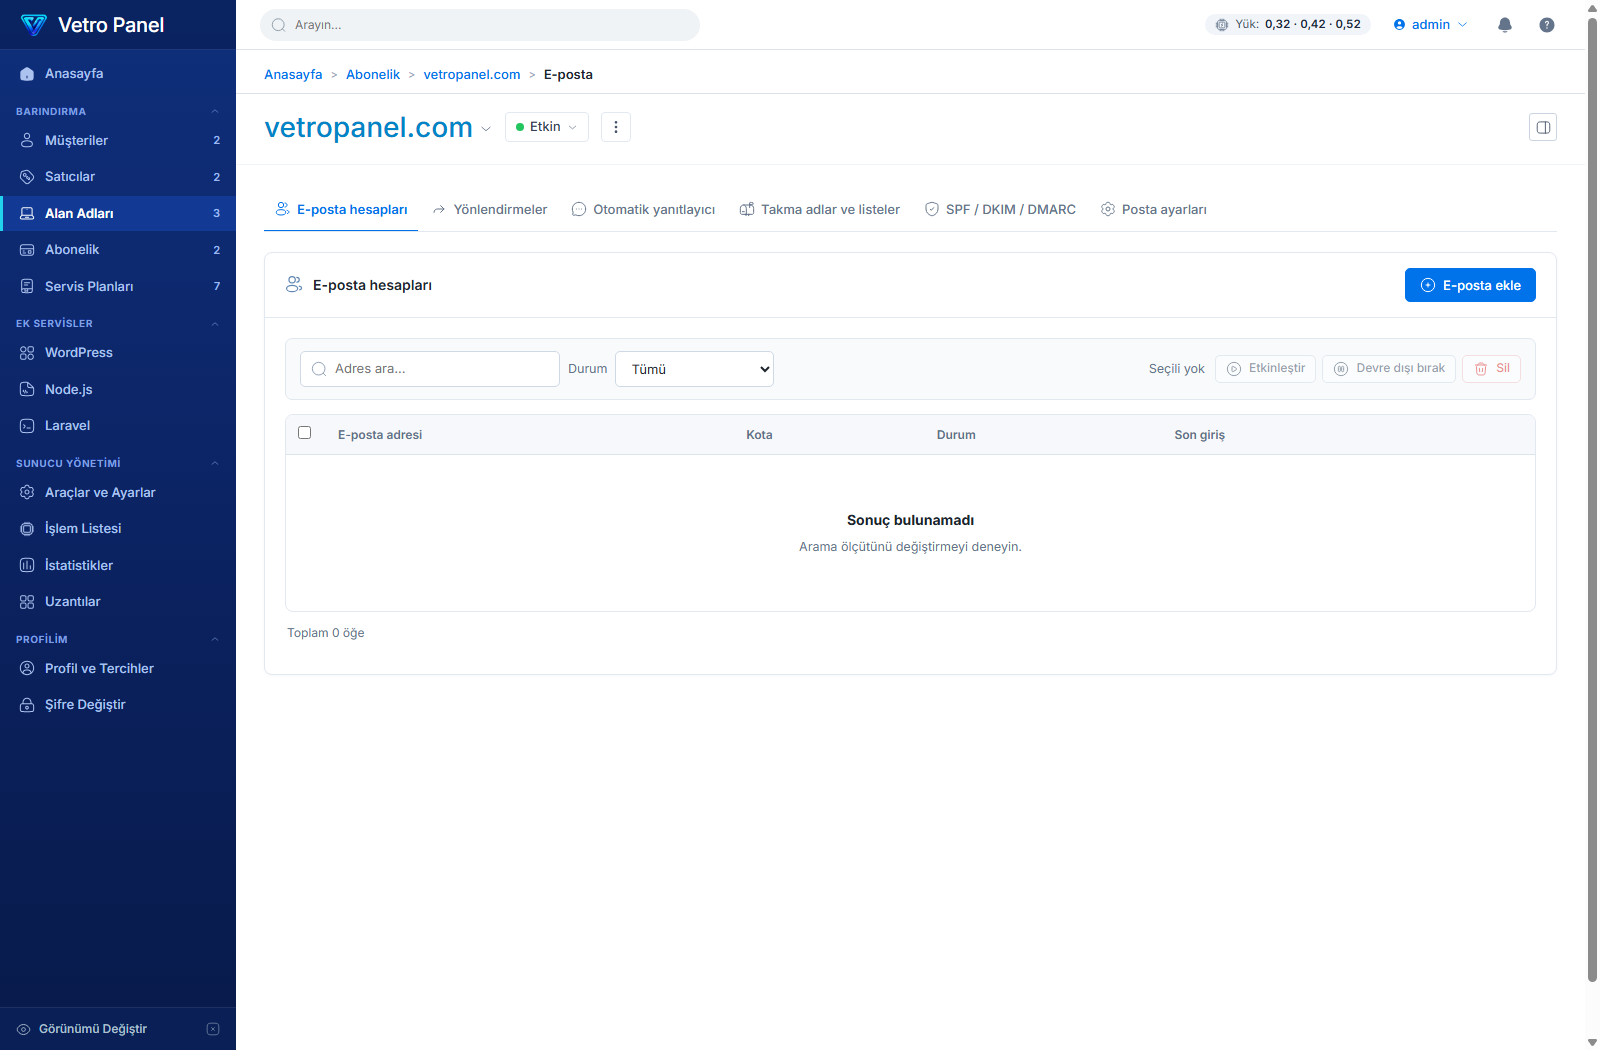 Vetro Panel
Arayın...
Yük: 0,32 · 0,42 · 0,52
admin
Anasayfa
BARINDIRMA
Müşteriler 2
Satıcılar 2
Alan Adları 3
Abonelik 2
Servis Planları 7
EK SERVİSLER
WordPress
Node.js
Laravel
SUNUCU YÖNETİMİ
Araçlar ve Ayarlar
İşlem Listesi
İstatistikler
Uzantılar
PROFİLİM
Profil ve Tercihler
Şifre Değiştir
Görünümü Değiştir
Anasayfa > Abonelik > vetropanel.com > E-posta
vetropanel.com
Etkin
E-posta hesapları
Yönlendirmeler
Otomatik yanıtlayıcı
Takma adlar ve listeler
SPF / DKIM / DMARC
Posta ayarları
E-posta hesapları
E-posta ekle
Adres ara...
Durum
Tümü
Seçili yok
Etkinleştir
Devre dışı bırak
Sil
E-posta adresi
Kota
Durum
Son giriş
Sonuç bulunamadı
Arama ölçütünü değiştirmeyi deneyin.
Toplam 0 öğe